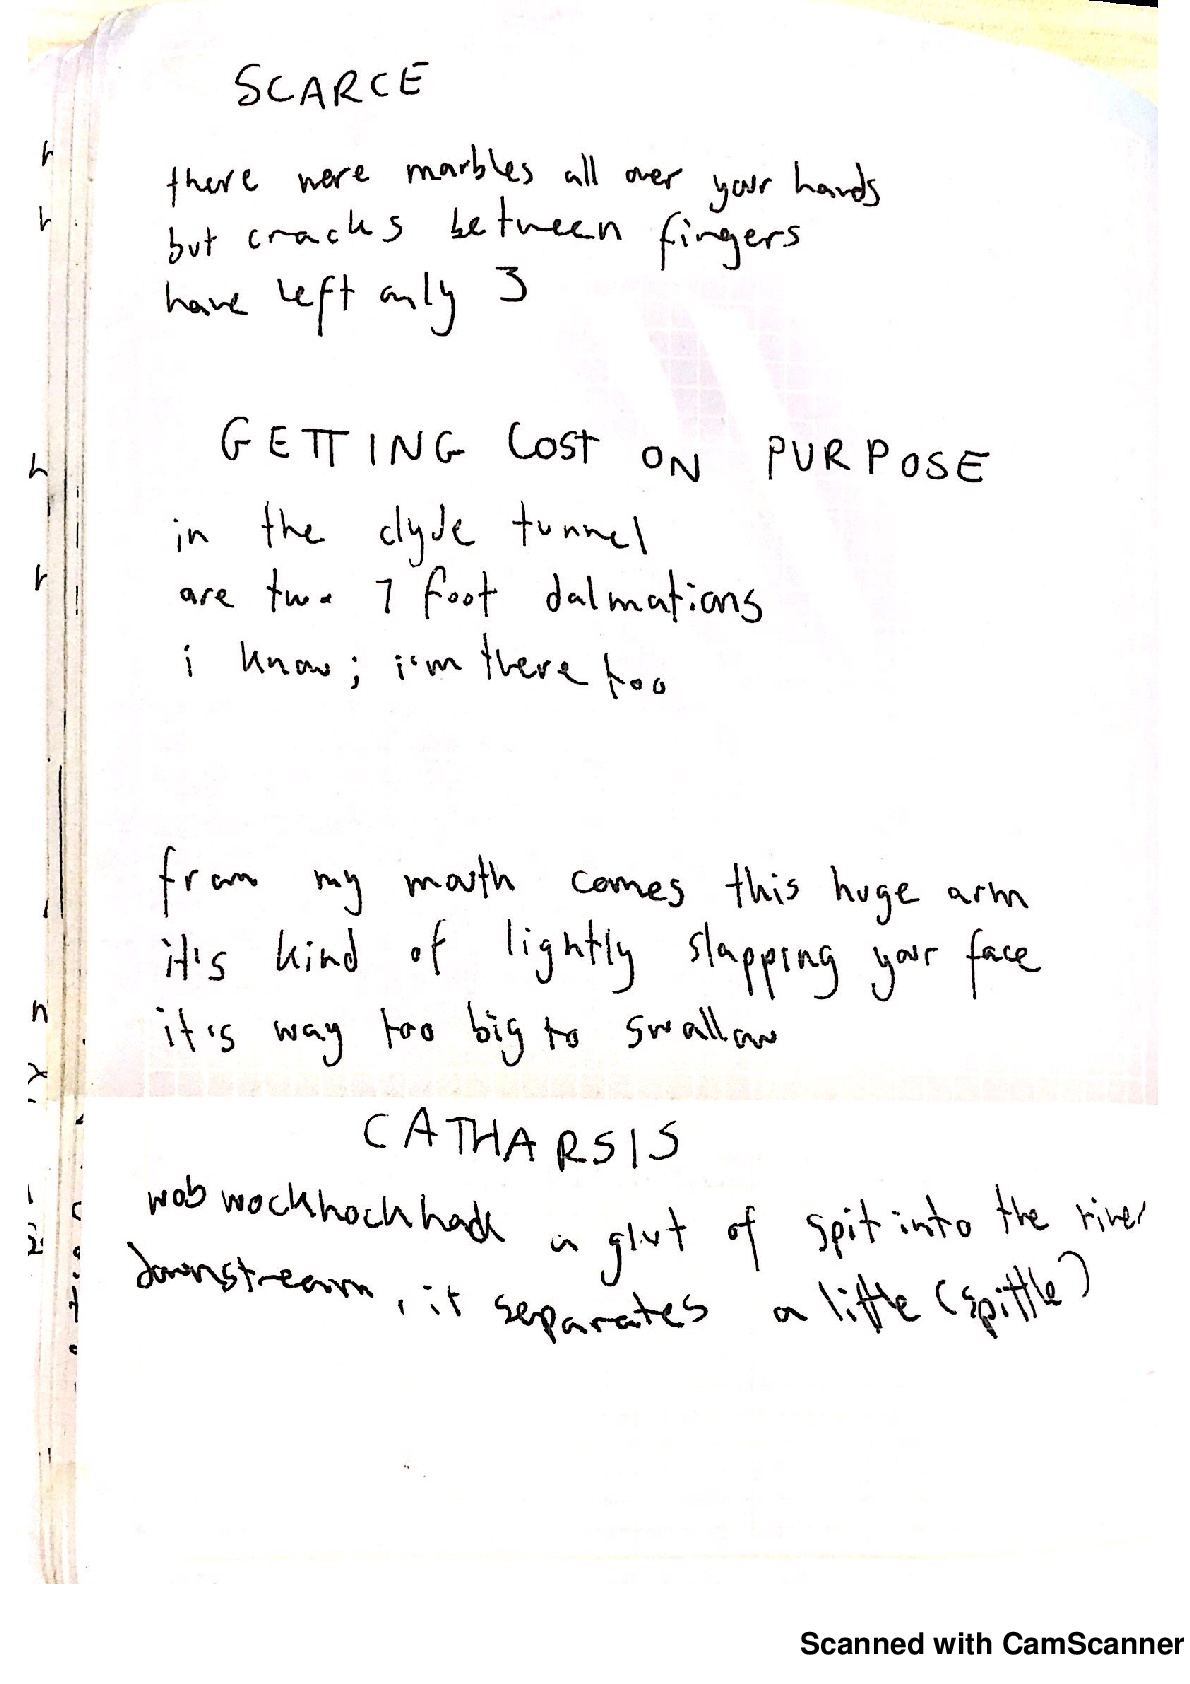 SCARCE
there were marbles all over your hands
but cracks between fingers
have left only 3
GETTING LOST ON PURPOSE
in the clyde tunnel
are two 7 foot dalmations
i know; i'm there too
from my mouth comes this huge arm
it's kind of lightly slapping your face
it's way too big to swallow
CATHARSIS
wob wockhockhack a glut of spit into the river
downstream, it separates a little (spittle)
Scanned with CamScanner